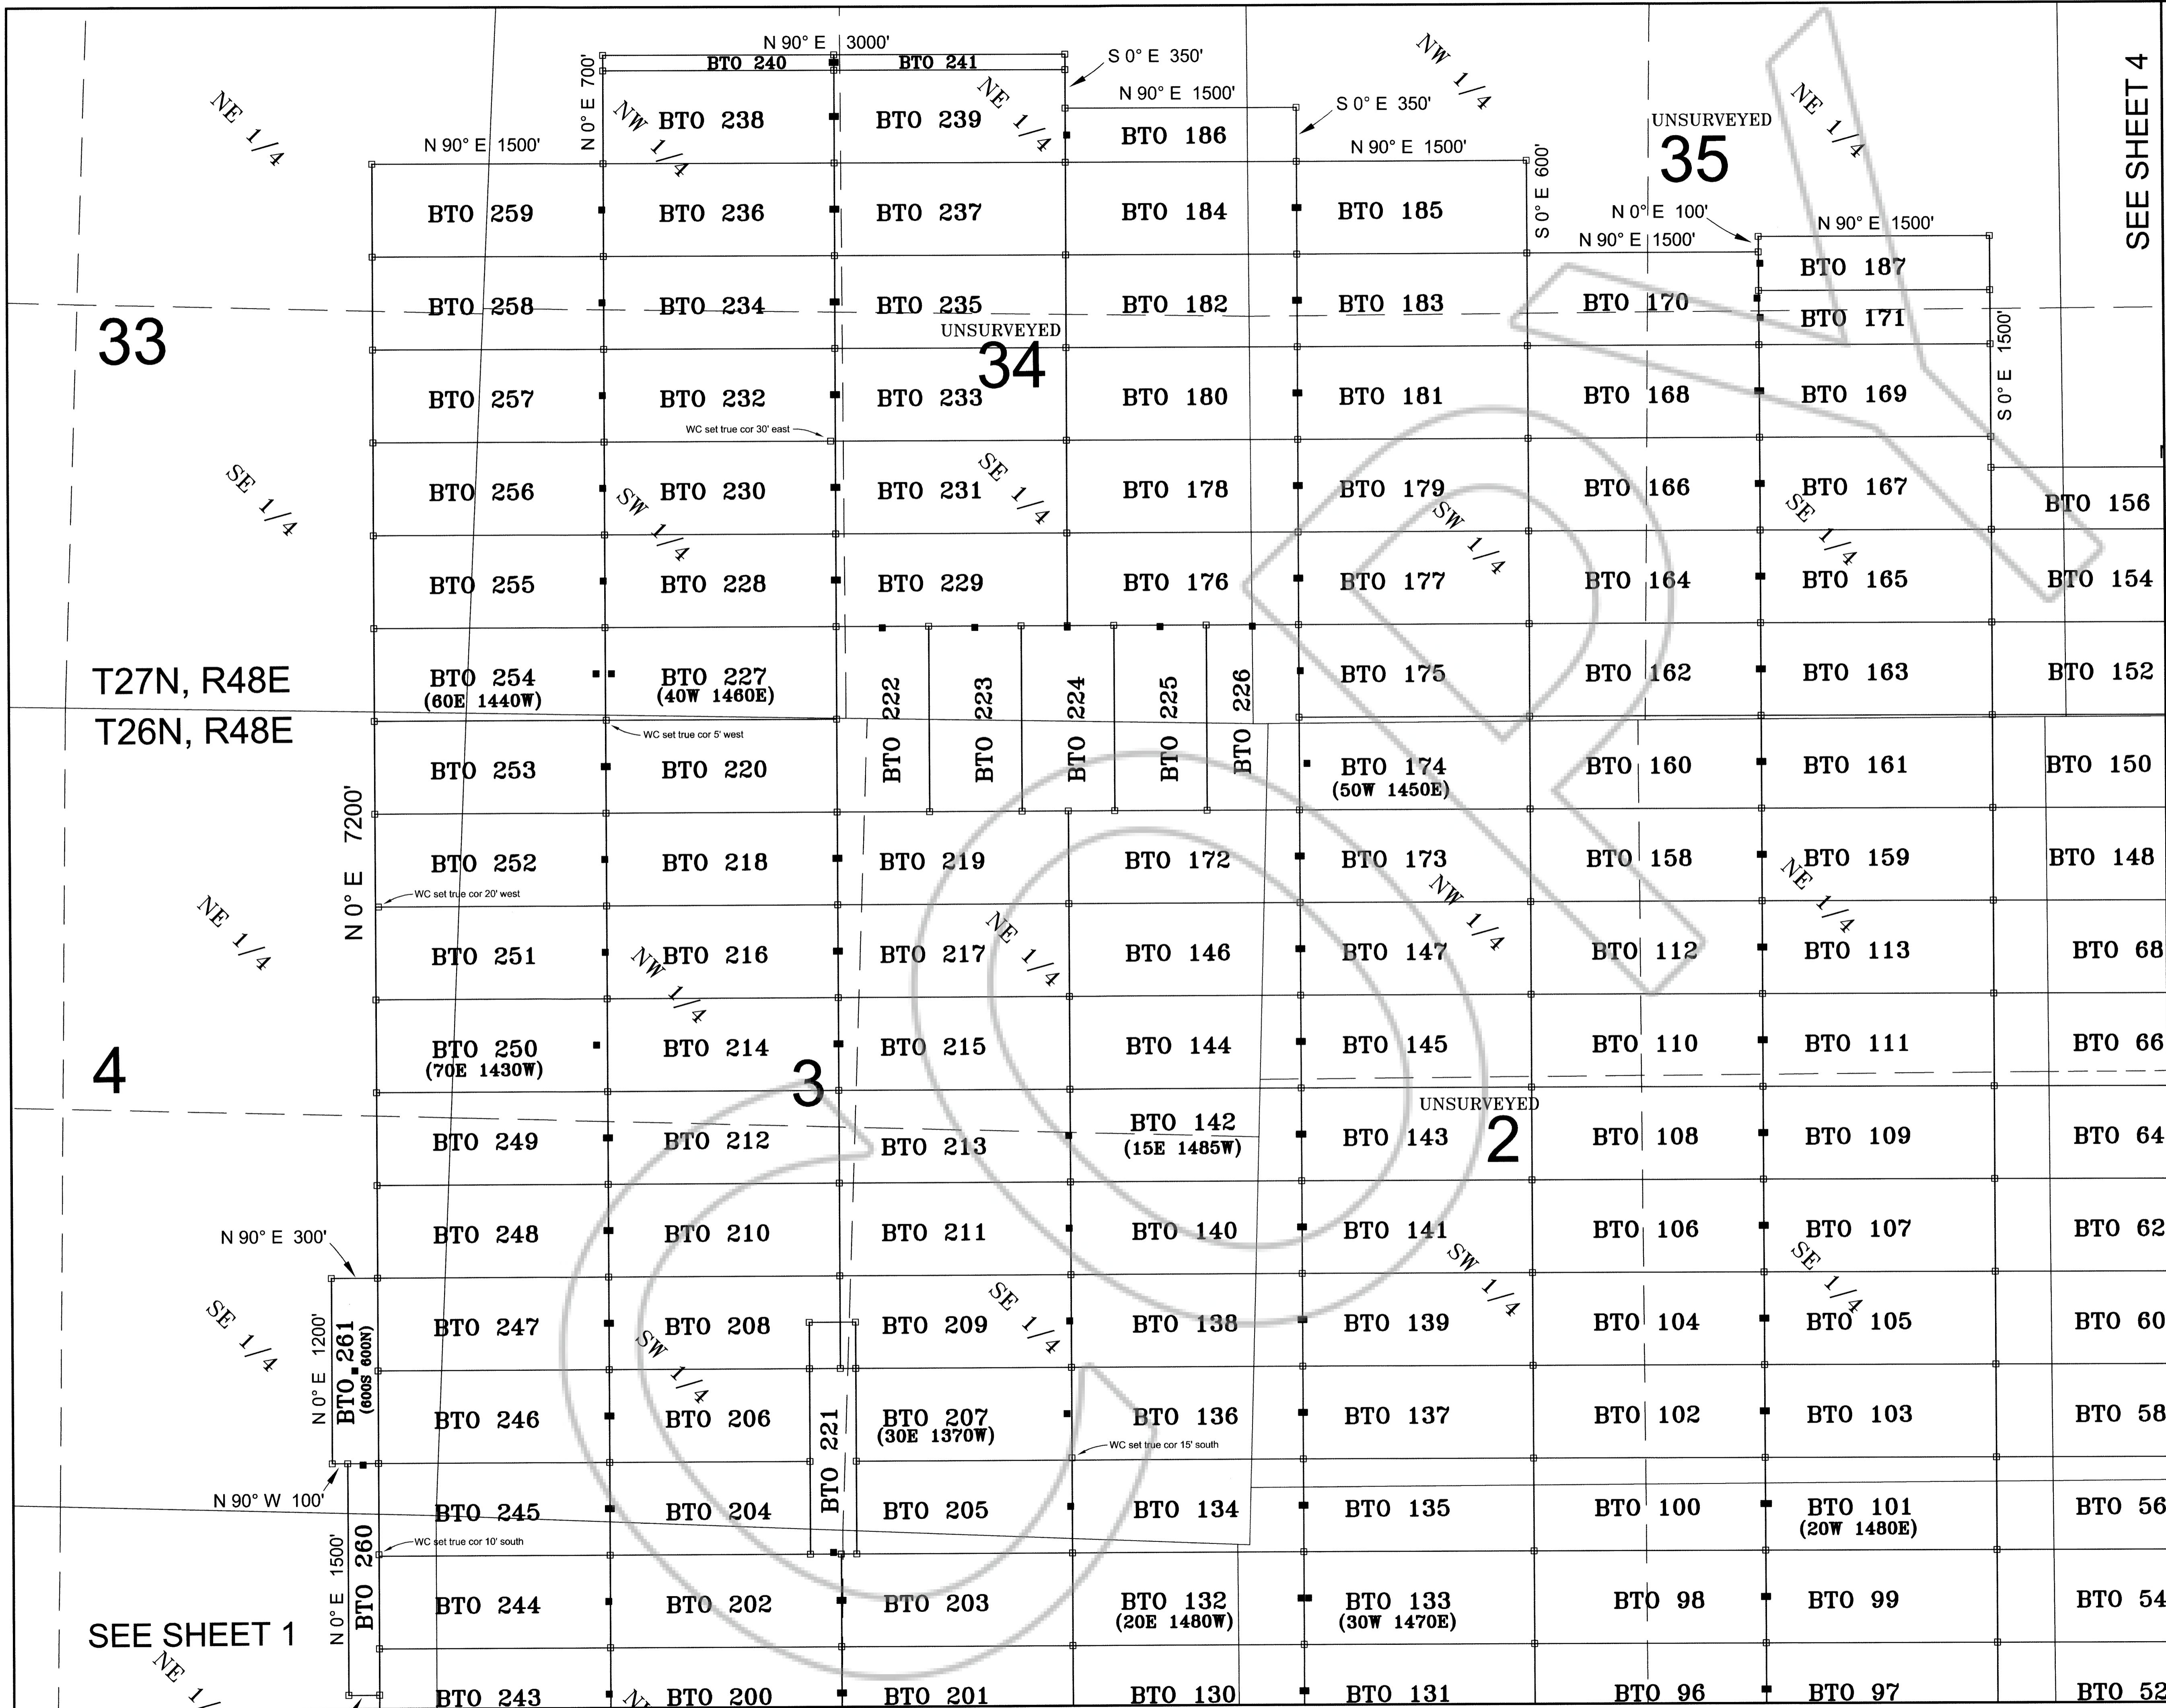 N 90° E 3000'
BTO 240
BTO 241
S 0° E 350'
NW 1/4
SEE SHEET 4
N 0° E 700'
NE 1/4
NW 1/4
BTO 238
BTO 239
NE 1/4
N 90° E 1500'
BTO 186
S 0° E 350'
UNSURVEYED
35
NE 1/4
N 90° E 1500'
N 90° E 1500'
S 0° E 600'
BTO 259
BTO 236
BTO 237
BTO 184
BTO 185
N 0° E 100'
N 90° E 1500'
N 90° E 1500'
BTO 187
33
BTO 258
BTO 234
BTO 235
BTO 182
BTO 183
BTO 170
BTO 171
UNSURVEYED
34
S 0° E 1500'
BTO 257
BTO 232
BTO 233
BTO 180
BTO 181
BTO 168
BTO 169
WC set true cor 30' east
SE 1/4
BTO 256
SW 1/4
BTO 230
BTO 231
SE 1/4
BTO 178
BTO 179
SW 1/4
BTO 166
BTO 167
SE 1/4
BTO 156
BTO 255
BTO 228
BTO 229
BTO 176
BTO 177
BTO 164
BTO 165
BTO 154
T27N, R48E
BTO 254
(60E 1440W)
BTO 227
(40W 1460E)
BTO 222
BTO 223
BTO 224
BTO 225
BTO 226
BTO 175
BTO 162
BTO 163
BTO 152
T26N, R48E
WC set true cor 5' west
BTO 253
BTO 220
BTO 174
(50W 1450E)
BTO 160
BTO 161
BTO 150
N 0° E 7200'
BTO 252
BTO 218
BTO 219
BTO 172
BTO 173
BTO 158
BTO 159
BTO 148
WC set true cor 20' west
NE 1/4
NW 1/4
NE 1/4
NW 1/4
NE 1/4
BTO 251
BTO 216
BTO 217
BTO 146
BTO 147
BTO 112
BTO 113
BTO 68
4
BTO 250
(70E 1430W)
BTO 214
3
BTO 215
BTO 144
BTO 145
BTO 110
BTO 111
BTO 66
UNSURVEYED
2
BTO 249
BTO 212
BTO 213
BTO 142
(15E 1485W)
BTO 143
BTO 108
BTO 109
BTO 64
N 90° E 300'
BTO 248
BTO 210
BTO 211
BTO 140
BTO 141
BTO 106
BTO 107
BTO 62
SE 1/4
N 0° E 1200'
BTO 261
(600S 600N)
BTO 247
SW 1/4
BTO 208
BTO 209
SE 1/4
BTO 138
BTO 139
SW 1/4
BTO 104
BTO 105
SE 1/4
BTO 60
BTO 246
BTO 206
BTO 221
BTO 207
(30E 1370W)
BTO 136
BTO 137
BTO 102
BTO 103
BTO 58
WC set true cor 15' south
N 90° W 100'
BTO 245
BTO 204
BTO 205
BTO 134
BTO 135
BTO 100
BTO 101
(20W 1480E)
BTO 56
WC set true cor 10' south
N 0° E 1500'
BTO 260
BTO 244
BTO 202
BTO 203
BTO 132
(20E 1480W)
BTO 133
(30W 1470E)
BTO 98
BTO 99
BTO 54
SEE SHEET 1
NE 1/
BTO 243
BTO 200
BTO 201
BTO 130
BTO 131
BTO 96
BTO 97
BTO 52
COPY